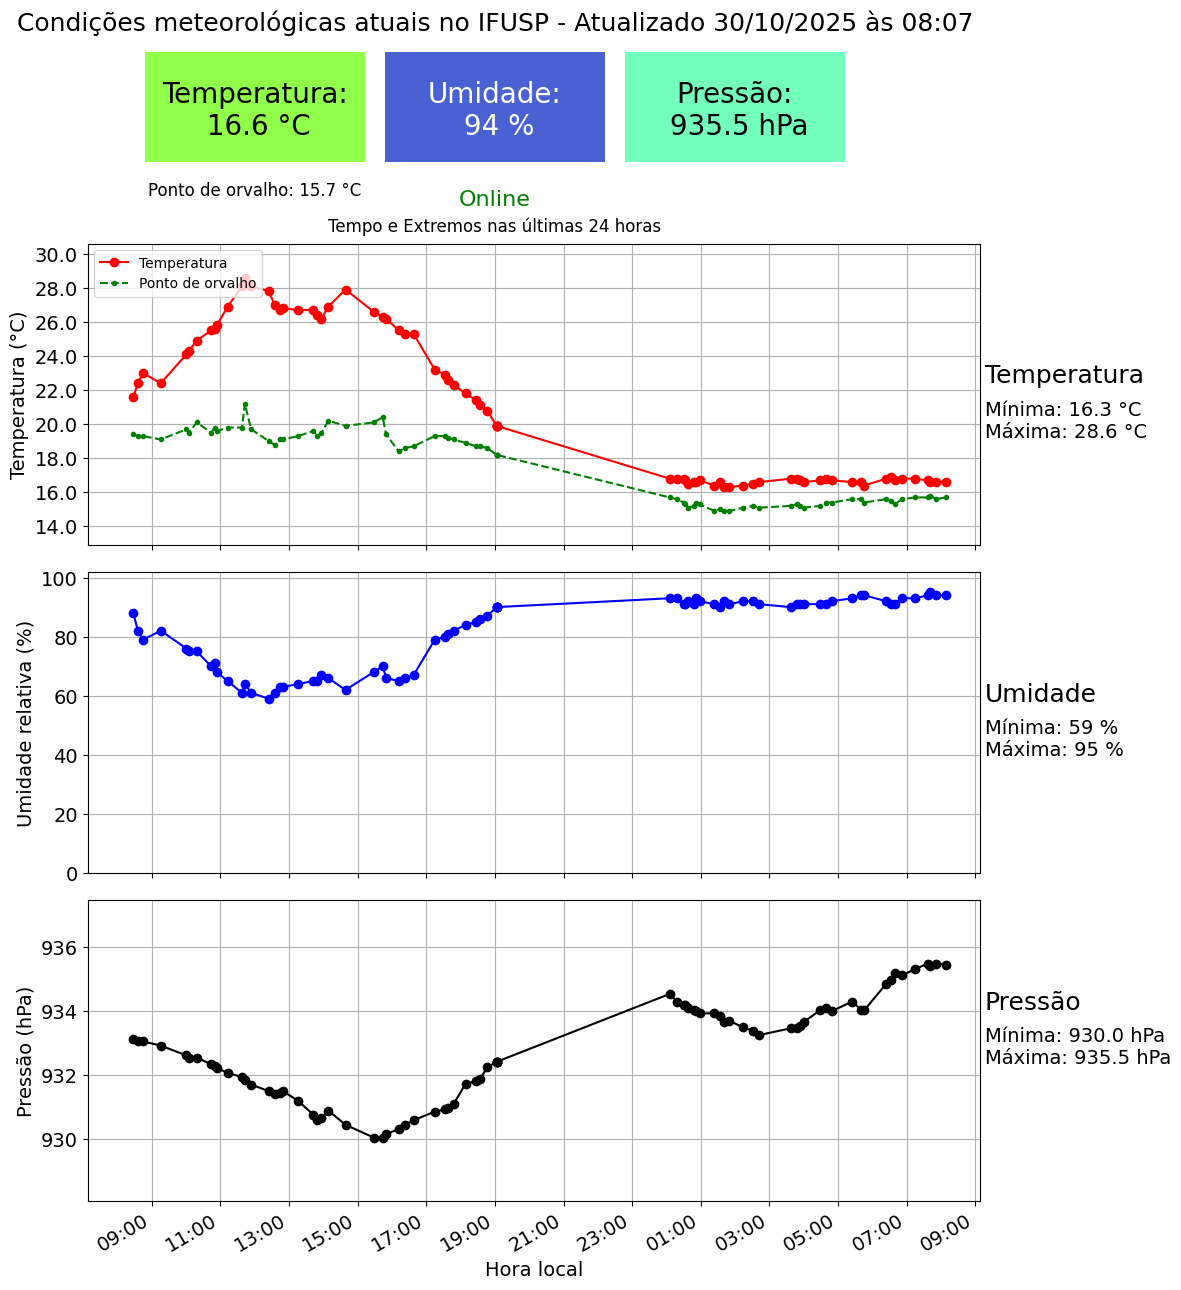 Condições meteorológicas atuais no IFUSP - Atualizado 30/10/2025 às 08:07
Temperatura:
16.6 °C
Umidade:
94 %
Pressão:
935.5 hPa
Ponto de orvalho: 15.7 °C
Online
Tempo e Extremos nas últimas 24 horas
Temperatura (°C)
30.0
28.0
26.0
24.0
22.0
20.0
18.0
16.0
14.0
Temperatura
Ponto de orvalho
Temperatura
Mínima: 16.3 °C
Máxima: 28.6 °C
Umidade relativa (%)
100
80
60
40
20
0
Umidade
Mínima: 59 %
Máxima: 95 %
Pressão (hPa)
936
934
932
930
Pressão
Mínima: 930.0 hPa
Máxima: 935.5 hPa
09:00 11:00 13:00 15:00 17:00 19:00 21:00 23:00 01:00 03:00 05:00 07:00 09:00
Hora local